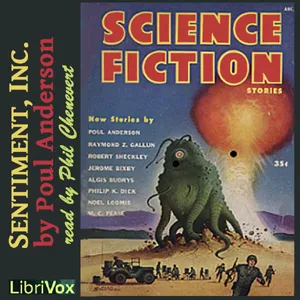 SENTIMENT, INC.
by Poul Anderson
read by Phil Chenevert
LibriVox
SCIENCE
FICTION
STORIES
New Stories by
POUL ANDERSON
RAYMOND Z. GALLUN
ROBERT SHECKLEY
JEROME BIXBY
ALGIS BUDRYS
PHILIP K. DICK
NOEL LOOMIS
M. C. PEASE
35¢